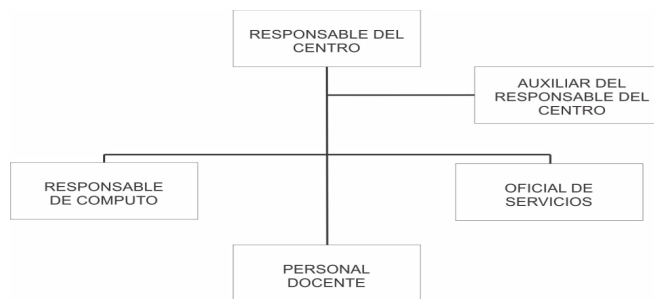 RESPONSABLE DEL
CENTRO
AUXILIAR DEL
RESPONSABLE DEL
CENTRO
RESPONSABLE
DE COMPUTO
OFICIAL DE
SERVICIOS
PERSONAL
DOCENTE